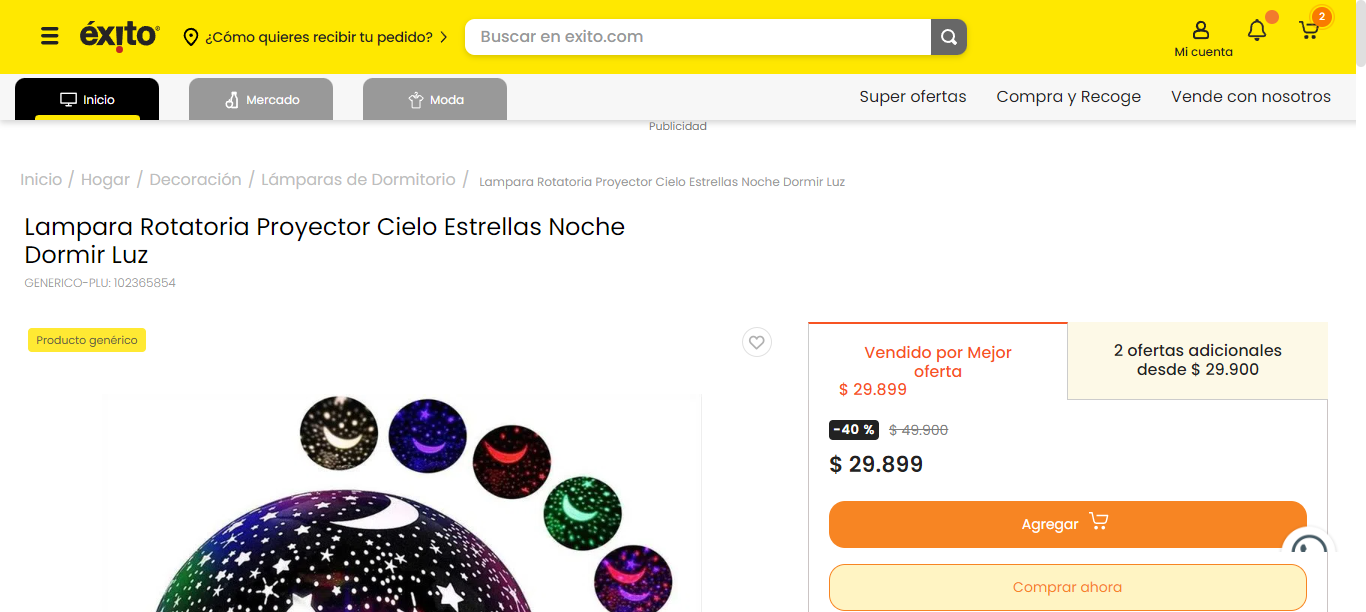 éxito
¿Cómo quieres recibir tu pedido?
Buscar en exito.com
Mi cuenta
2
Inicio
Mercado
Moda
Super ofertas
Compra y Recoge
Vende con nosotros
Publicidad
Inicio / Hogar / Decoración / Lámparas de Dormitorio / Lampara Rotatoria Proyector Cielo Estrellas Noche Dormir Luz
Lampara Rotatoria Proyector Cielo Estrellas Noche
Dormir Luz
GENERICO-PLU: 102365854
Producto genérico
Vendido por Mejor
oferta
$ 29.899
2 ofertas adicionales
desde $ 29.900
-40 % $ 49.900
$ 29.899
Agregar
Comprar ahora